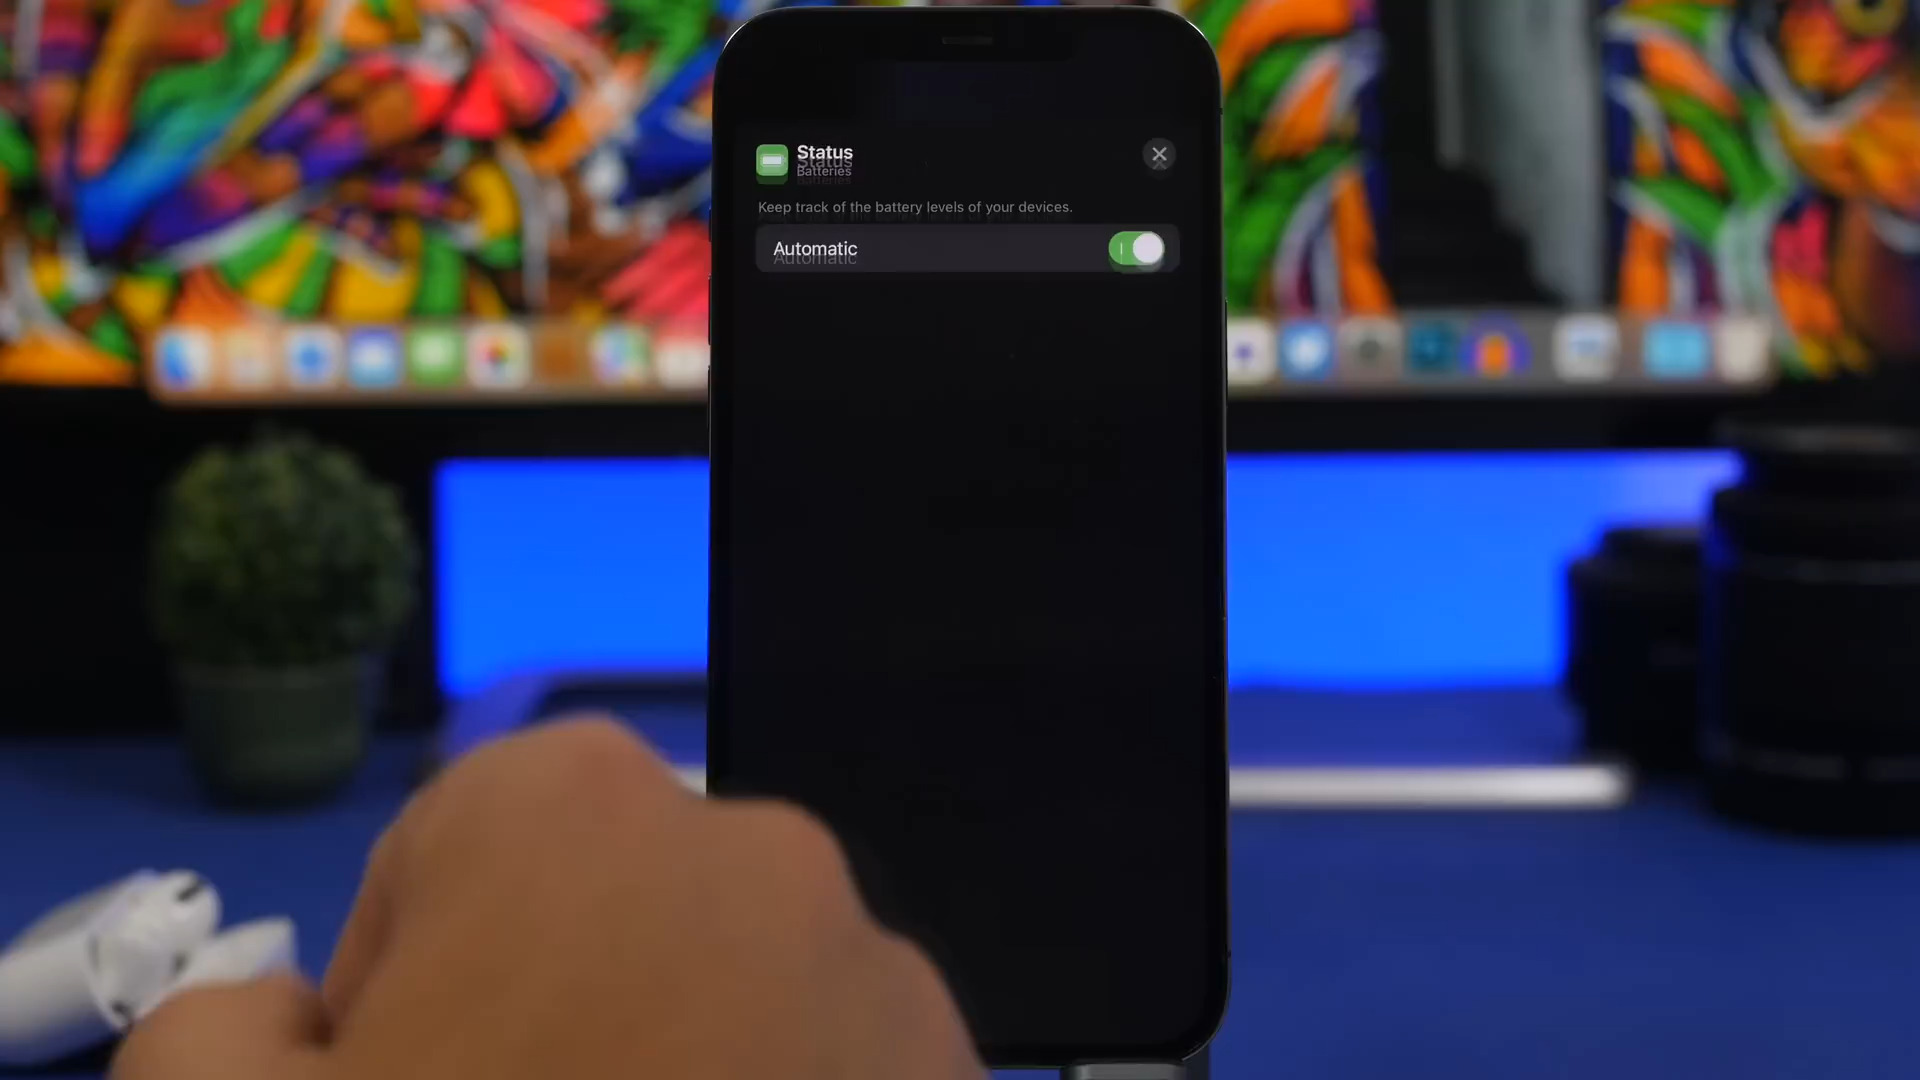 Status
Batteries
Keep track of the battery levels of your devices.
Automatic